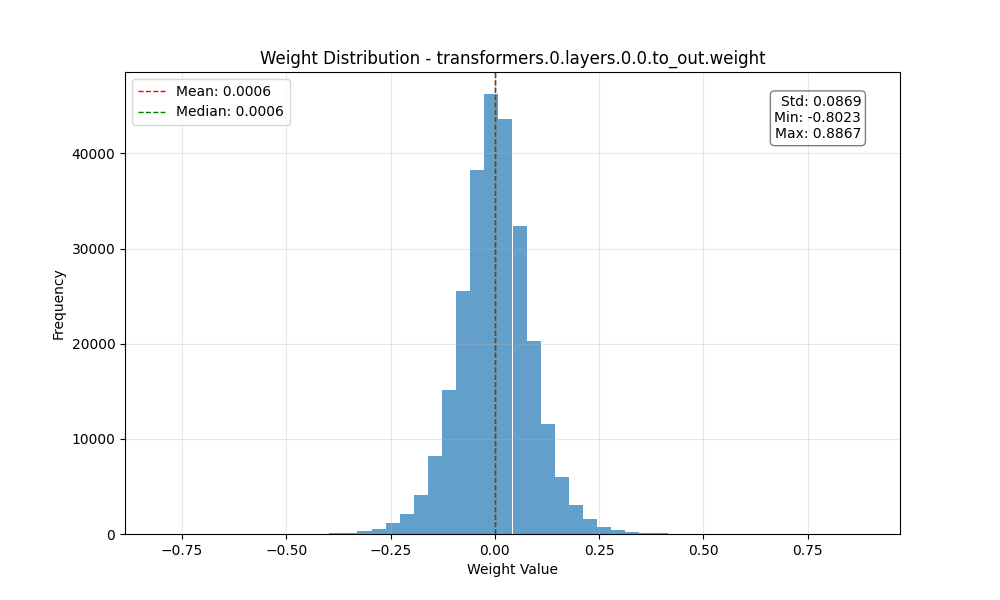 Weight Distribution - transformers.0.layers.0.0.to_out.weight
Mean: 0.0006
Median: 0.0006
Std: 0.0869
Min: -0.8023
Max: 0.8867
Frequency
40000
30000
20000
10000
0
−0.75 −0.50 −0.25 0.00 0.25 0.50 0.75
Weight Value